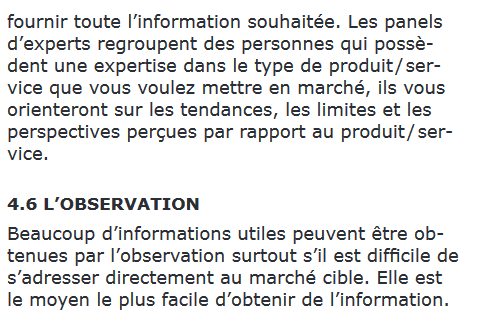 fournir toute l’information souhaitée. Les panels
d’experts regroupent des personnes qui possè-
dent une expertise dans le type de produit/ser-
vice que vous voulez mettre en marché, ils vous
orienteront sur les tendances, les limites et les
perspectives perçues par rapport au produit/ser-
vice.
4.6 L’OBSERVATION
Beaucoup d’informations utiles peuvent être ob-
tenues par l’observation surtout s’il est difficile de
s’adresser directement au marché cible. Elle est
le moyen le plus facile d’obtenir de l’information.